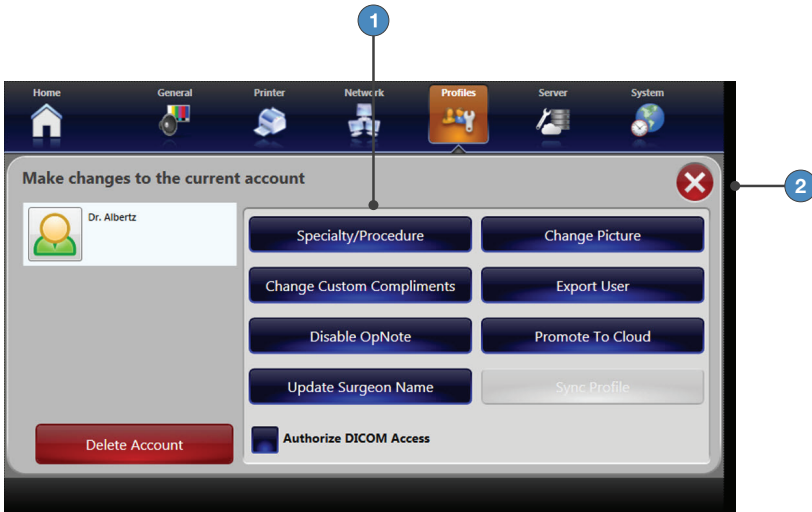 1
Home General Printer Network Profiles Server System
Make changes to the current account
2
Dr. Albertz
Specialty/Procedure Change Picture
Change Custom Compliments Export User
Disable OpNote Promote To Cloud
Update Surgeon Name Sync Profile
Delete Account Authorize DICOM Access